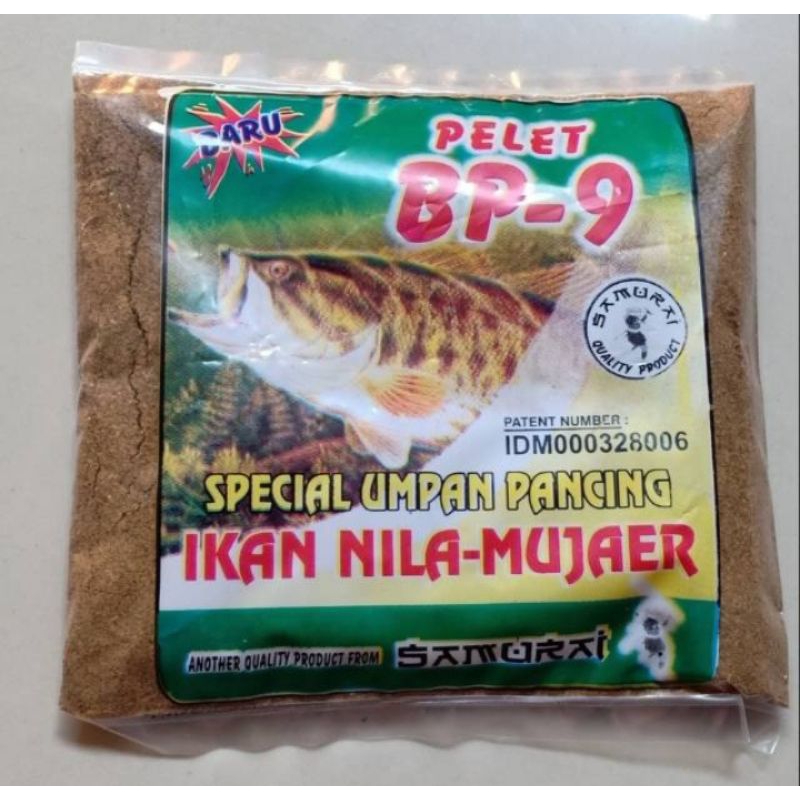 BARU
PELET
BP-9
SAMURAI
QUALITY PRODUCT
PATENT NUMBER :
IDM000328006
SPECIAL UMPAN PANCING
IKAN NILA-MUJAER
ANOTHER QUALITY PRODUCT FROM SAMURAI